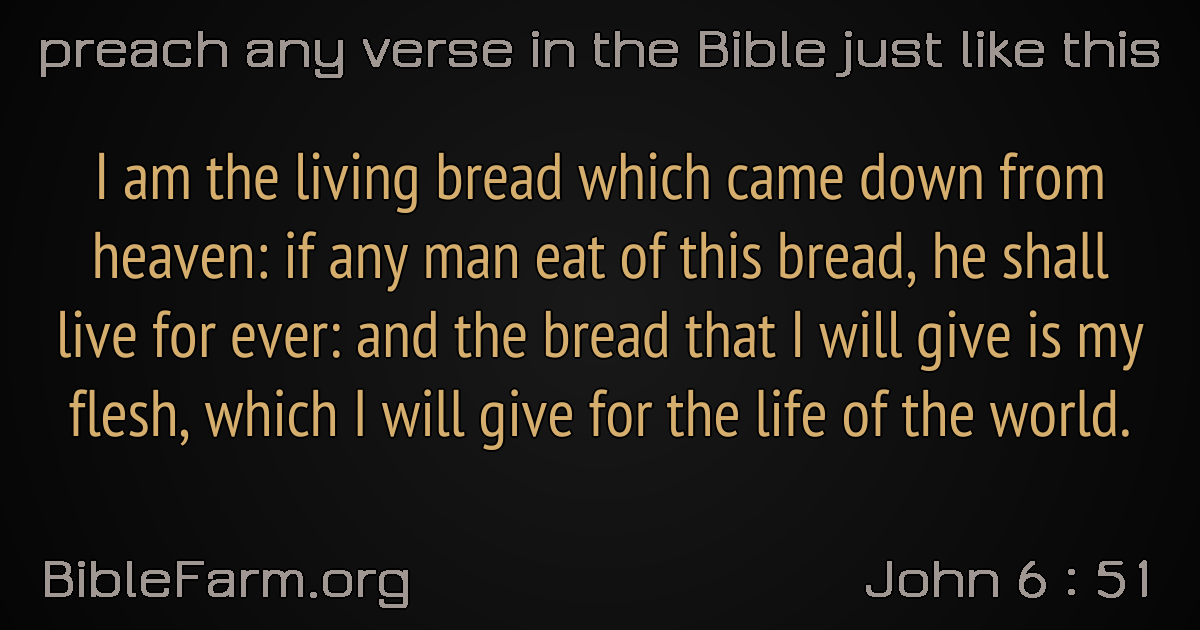 preach any verse in the Bible just like this
I am the living bread which came down from
heaven: if any man eat of this bread, he shall
live for ever: and the bread that I will give is my
flesh, which I will give for the life of the world.
BibleFarm.org
John 6 : 51